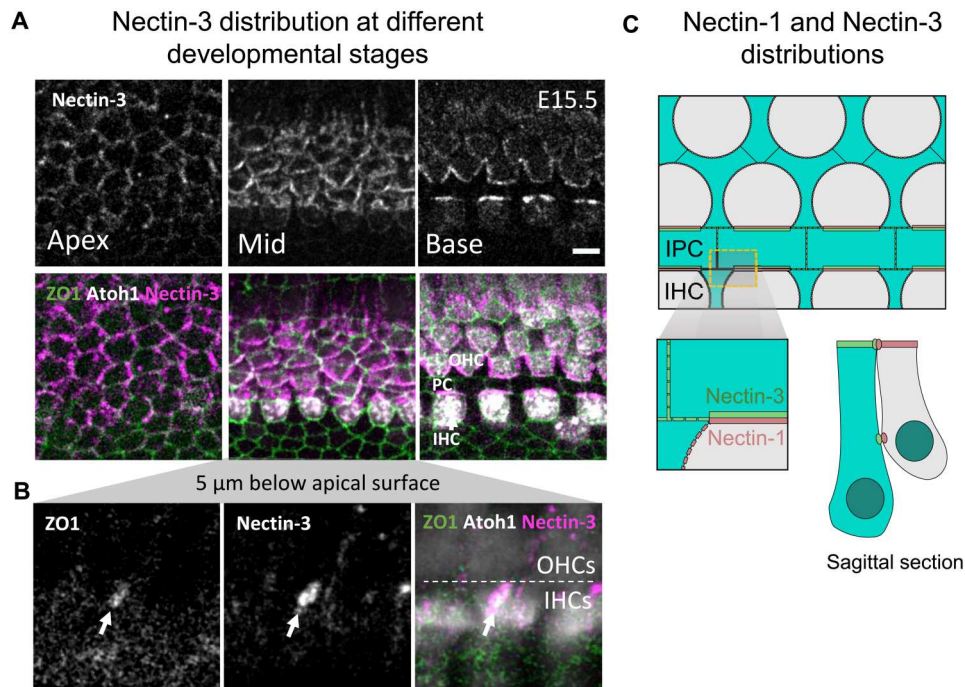 A
Nectin-3 distribution at different
developmental stages
Nectin-3
Apex
Mid
E15.5
Base
ZO1 Atoh1 Nectin-3
OHC
PC
IHC
5 µm below apical surface
B
ZO1
Nectin-3
ZO1 Atoh1 Nectin-3
OHCs
IHCs
C
Nectin-1 and Nectin-3
distributions
IPC
IHC
Nectin-3
Nectin-1
Sagittal section